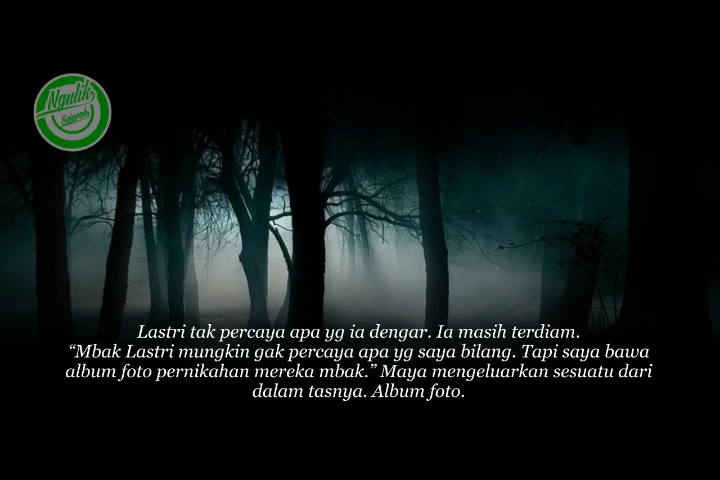 Ngulik
Sejarah
Lastri tak percaya apa yg ia dengar. Ia masih terdiam.
“Mbak Lastri mungkin gak percaya apa yg saya bilang. Tapi saya bawa
album foto pernikahan mereka mbak.” Maya mengeluarkan sesuatu dari
dalam tasnya. Album foto.